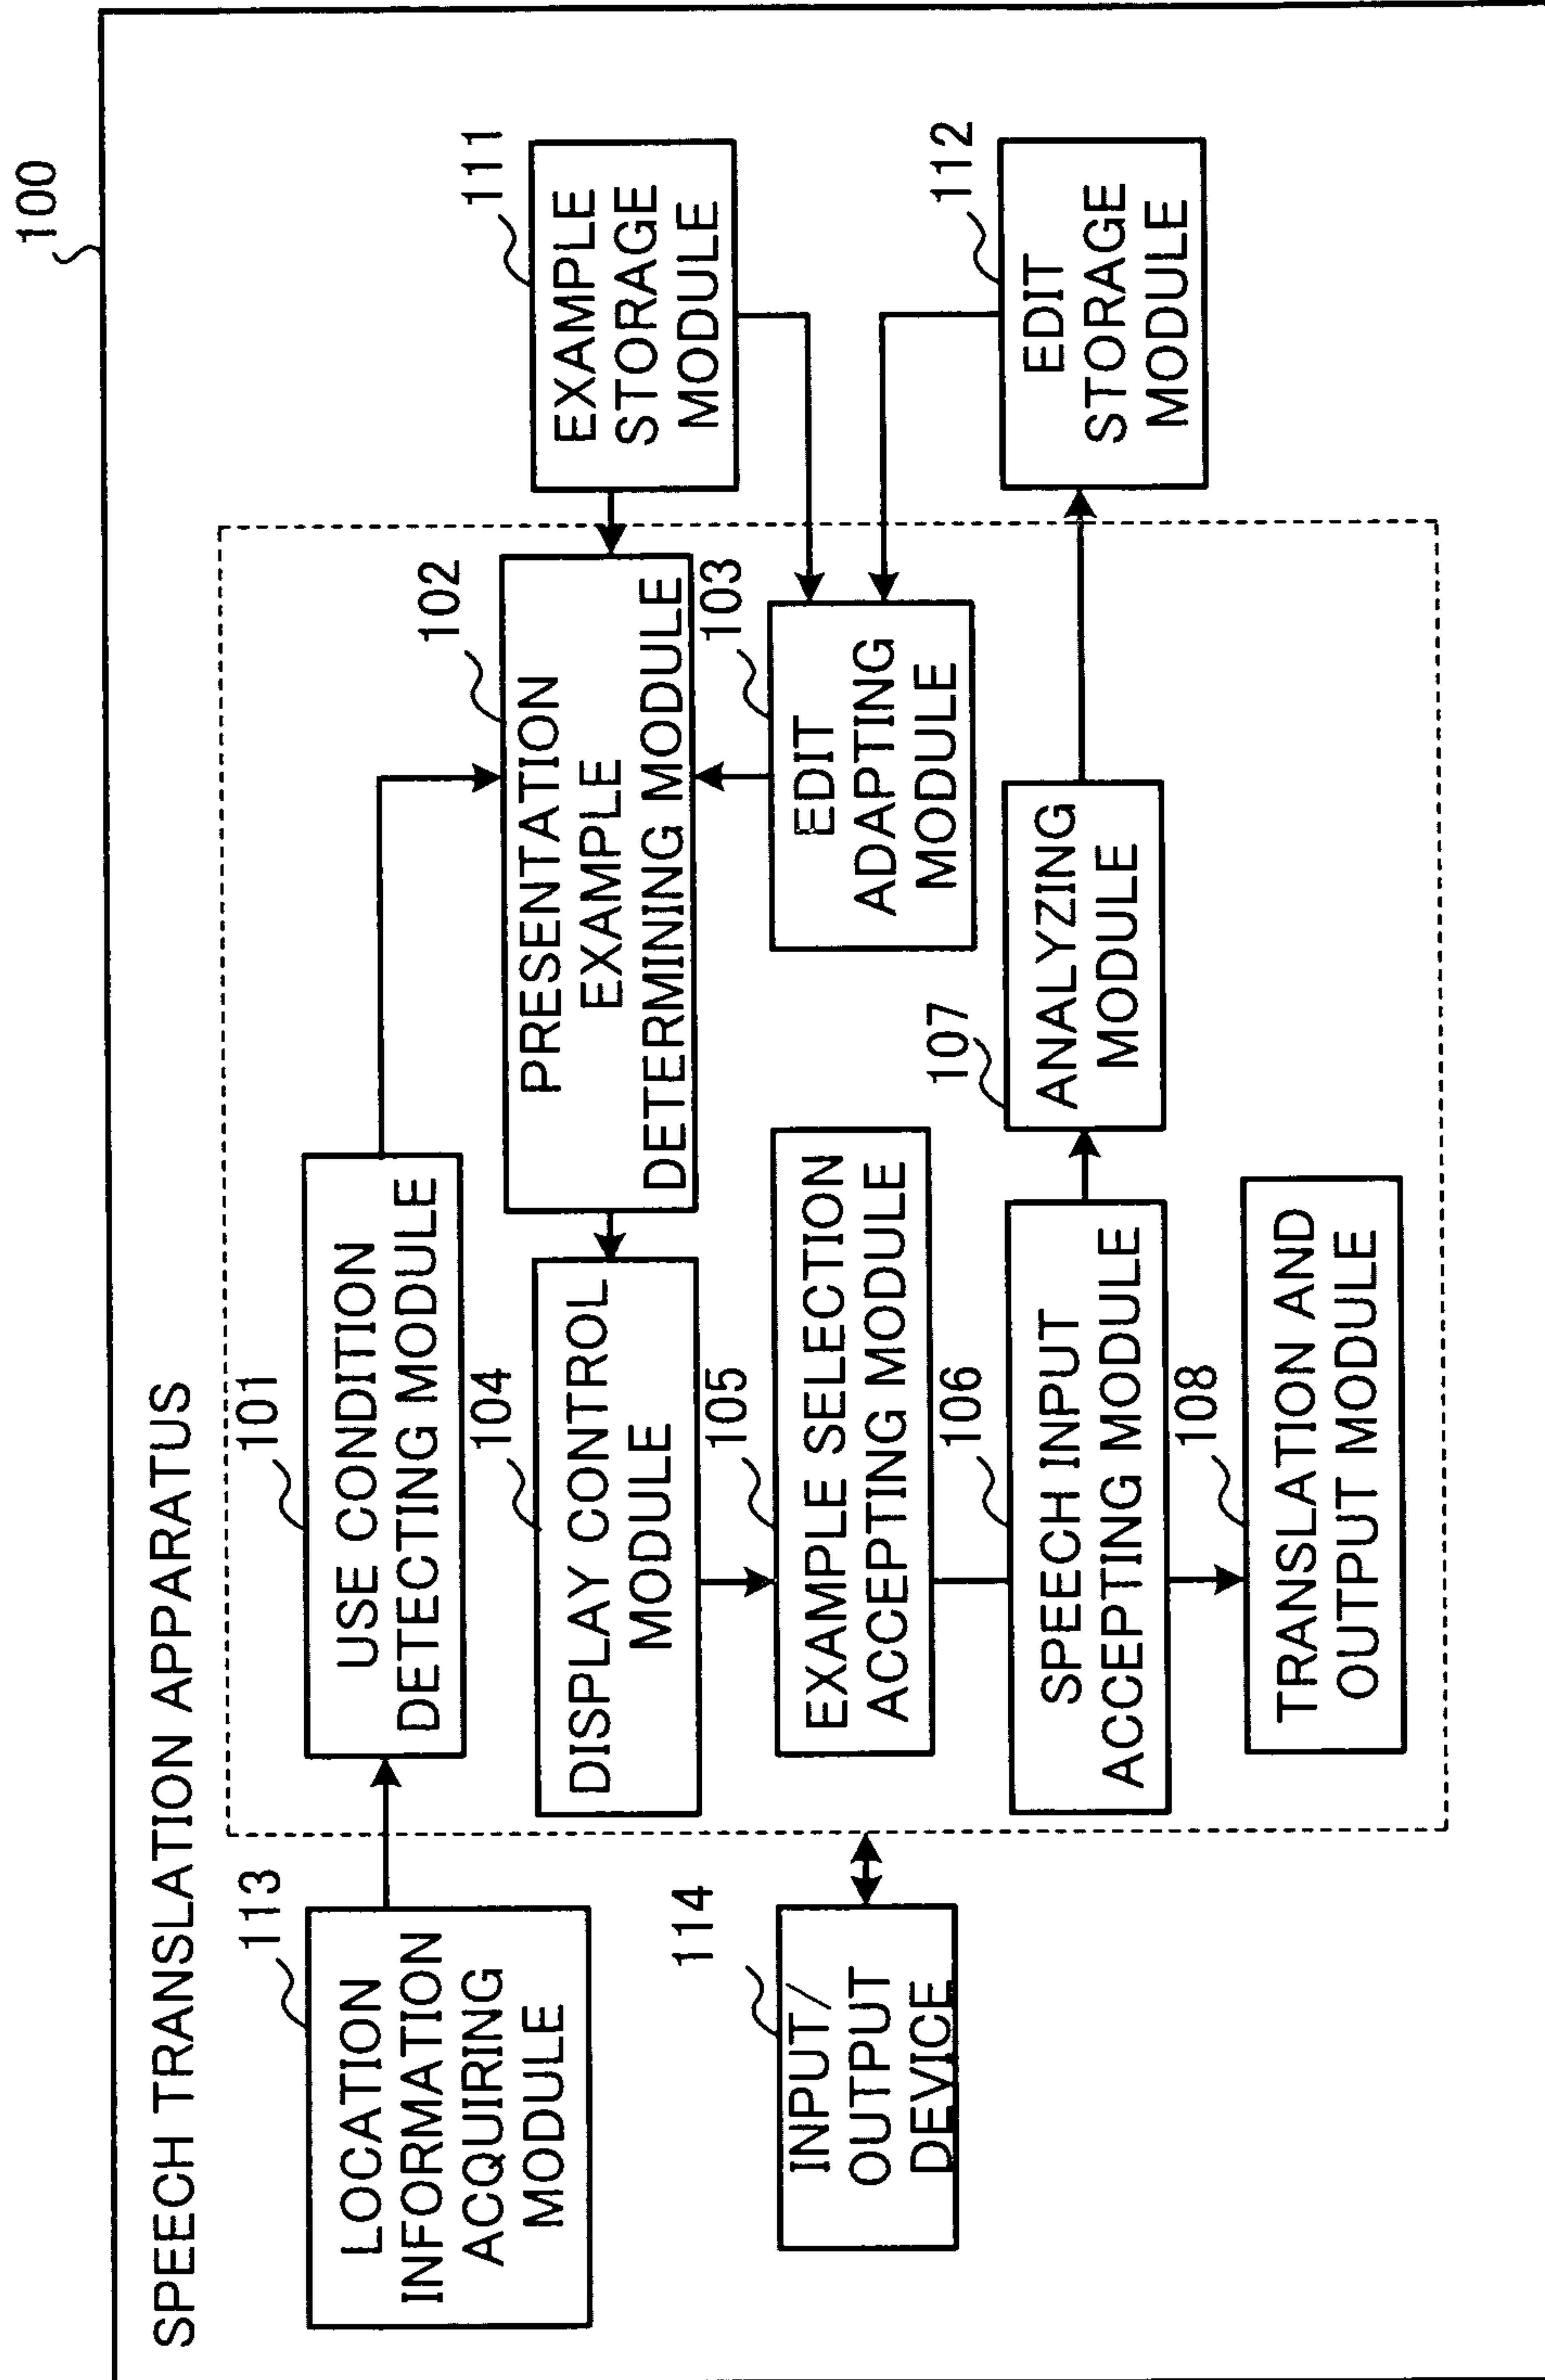 100
SPEECH TRANSLATION APPARATUS
113
LOCATION
INFORMATION
ACQUIRING
MODULE
101
USE CONDITION
DETECTING MODULE
102
PRESENTATION
EXAMPLE
DETERMINING MODULE
111
EXAMPLE
STORAGE
MODULE
104
DISPLAY CONTROL
MODULE
103
EDIT
ADAPTING
MODULE
114
INPUT/
OUTPUT
DEVICE
105
EXAMPLE SELECTION
ACCEPTING MODULE
112
EDIT
STORAGE
MODULE
106
SPEECH INPUT
ACCEPTING MODULE
107
ANALYZING
MODULE
108
TRANSLATION AND
OUTPUT MODULE